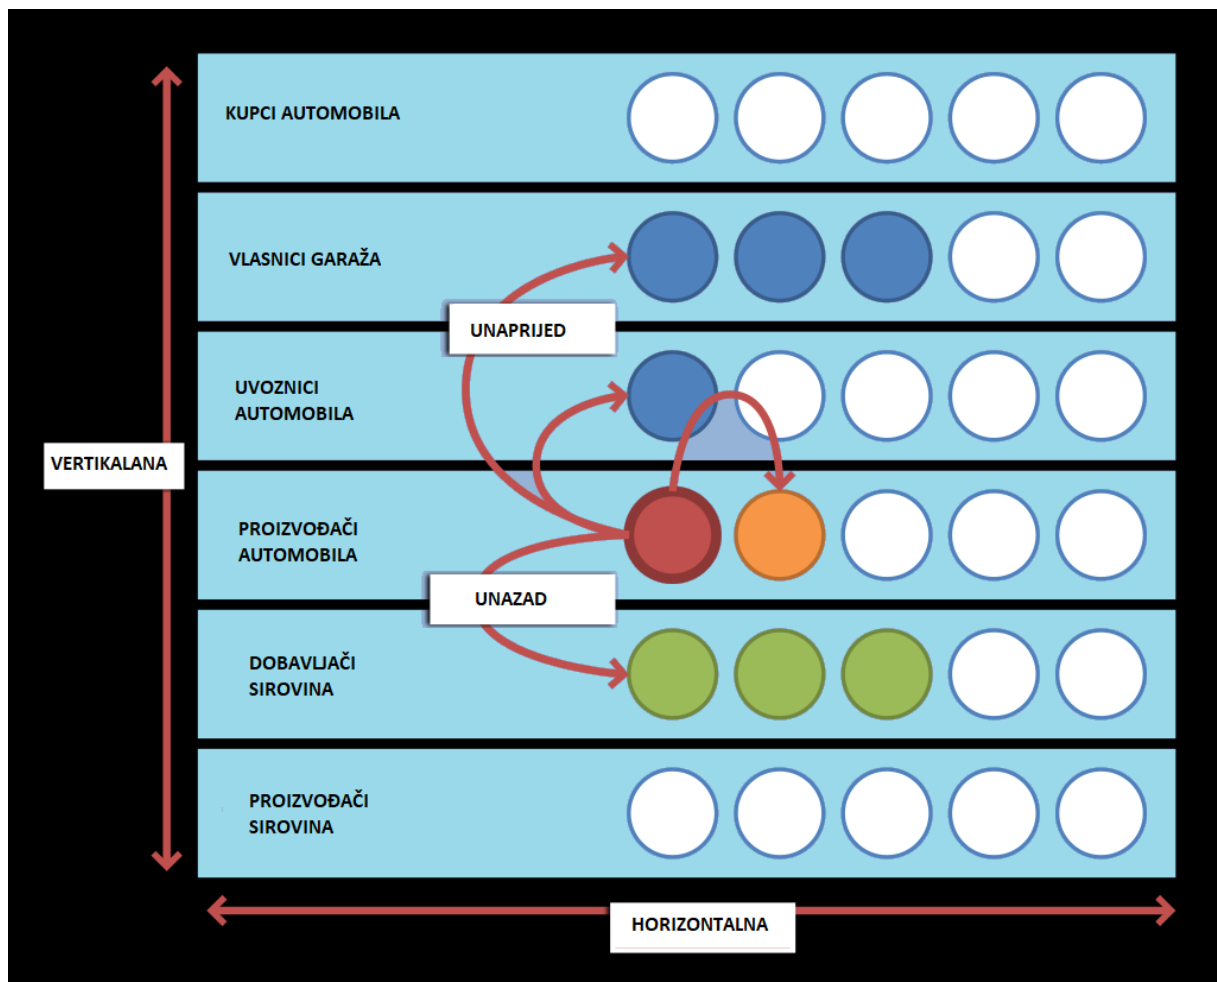 KUPCI AUTOMOBILA
VLASNICI GARAŽA
UNAPRIJED
UVOZNICI
AUTOMOBILA
VERTIKALANA
PROIZVOĐAČI
AUTOMOBILA
UNAZAD
DOBAVLJAČI
SIROVINA
PROIZVOĐAČI
SIROVINA
HORIZONTALNA